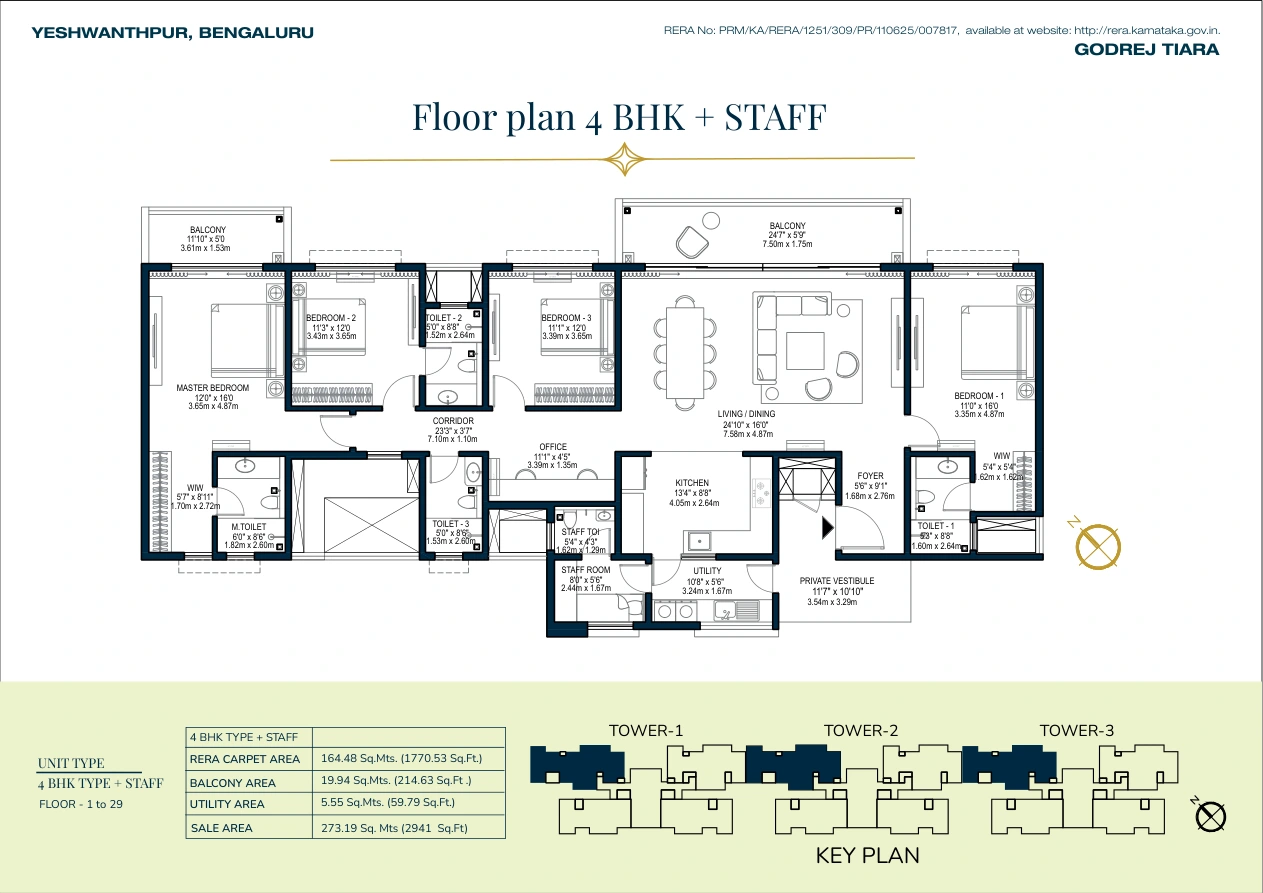 YESHWANTHPUR, BENGALURU
RERA No: PRM/KA/RERA/1251/309/PR/110625/007817, available at website: http://rera.karnataka.gov.in.
GODREJ TIARA
Floor plan 4 BHK + STAFF
BALCONY
11'10" x 5'0
3.61m x 1.53m
BALCONY
24'7" x 5'9"
7.50m x 1.75m
BEDROOM - 2
11'3" x 12'0
3.43m x 3.65m
TOILET - 2
5'0" x 8'8"
1.52m x 2.64m
BEDROOM - 3
11'1" x 12'0
3.39m x 3.65m
MASTER BEDROOM
12'0" x 16'0
3.65m x 4.87m
BEDROOM - 1
11'0" x 16'0
3.35m x 4.87m
LIVING / DINING
24'10" x 16'0"
7.58m x 4.87m
CORRIDOR
23'3" x 3'7"
7.10m x 1.10m
OFFICE
11'1" x 4'5"
3.39m x 1.35m
WIW
5'7" x 8'11"
1.70m x 2.72m
M.TOILET
6'0" x 8'6"
1.82m x 2.60m
TOILET - 3
5'0" x 8'6"
1.53m x 2.60m
KITCHEN
13'4" x 8'8"
4.05m x 2.64m
FOYER
5'6" x 9'1"
1.68m x 2.76m
WIW
5'4" x 5'4"
1.62m x 1.62m
TOILET - 1
5'3" x 8'8"
1.60m x 2.64m
STAFF TOI
5'4" x 4'3"
1.62m x 1.29m
STAFF ROOM
8'0" x 5'6"
2.44m x 1.67m
UTILITY
10'8" x 5'6"
3.24m x 1.67m
PRIVATE VESTIBULE
11'7" x 10'10"
3.54m x 3.29m
N
UNIT TYPE
4 BHK TYPE + STAFF
FLOOR - 1 to 29
4 BHK TYPE + STAFF
RERA CARPET AREA 164.48 Sq.Mts. (1770.53 Sq.Ft.)
BALCONY AREA 19.94 Sq.Mts. (214.63 Sq.Ft .)
UTILITY AREA 5.55 Sq.Mts. (59.79 Sq.Ft.)
SALE AREA 273.19 Sq. Mts (2941 Sq.Ft)
TOWER-1 TOWER-2 TOWER-3
N
KEY PLAN